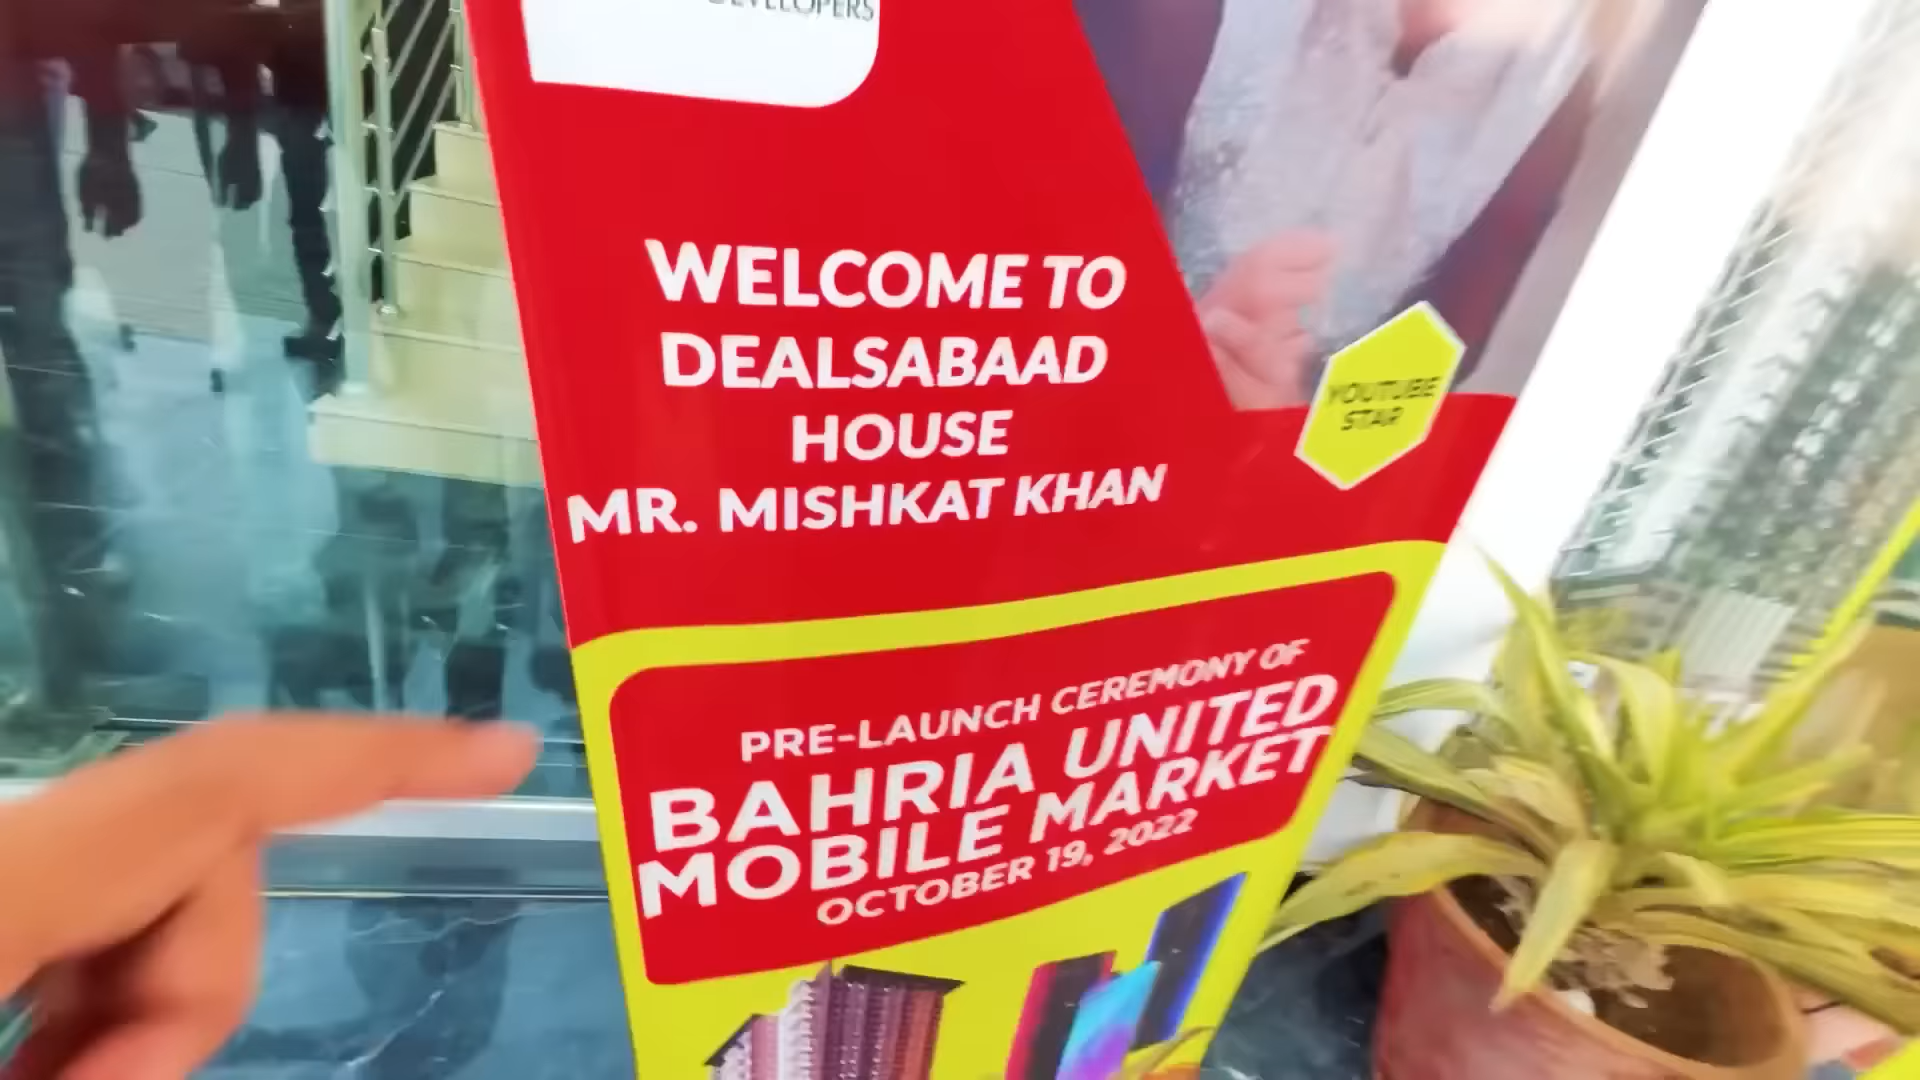 DEVELOPERS
WELCOME TO
DEALSABAAD
HOUSE
MR. MISHKAT KHAN
YOUTUBE
STAR
PRE-LAUNCH CEREMONY OF
BAHRIA UNITED
MOBILE MARKET
OCTOBER 19, 2022